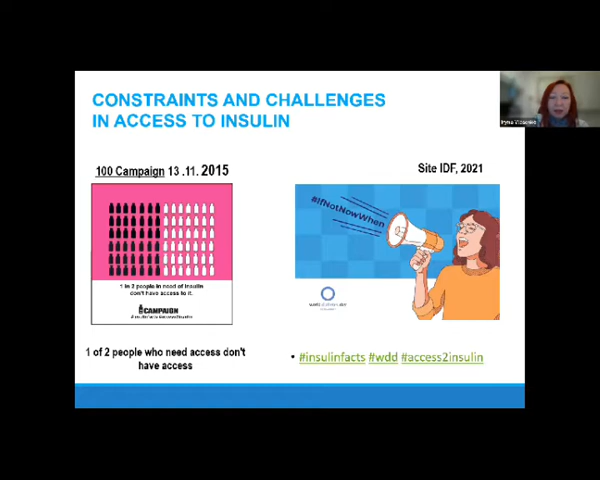 CONSTRAINTS AND CHALLENGES
IN ACCESS TO INSULIN
100 Campaign 13 .11. 2015
Site IDF, 2021
#IfNotNowWhen
1 in 2 people in need of insulin
don't have access to it.
CAMPAIGN
1 of 2 people who need access don't
have access
• #insulinfacts #wdd #access2insulin